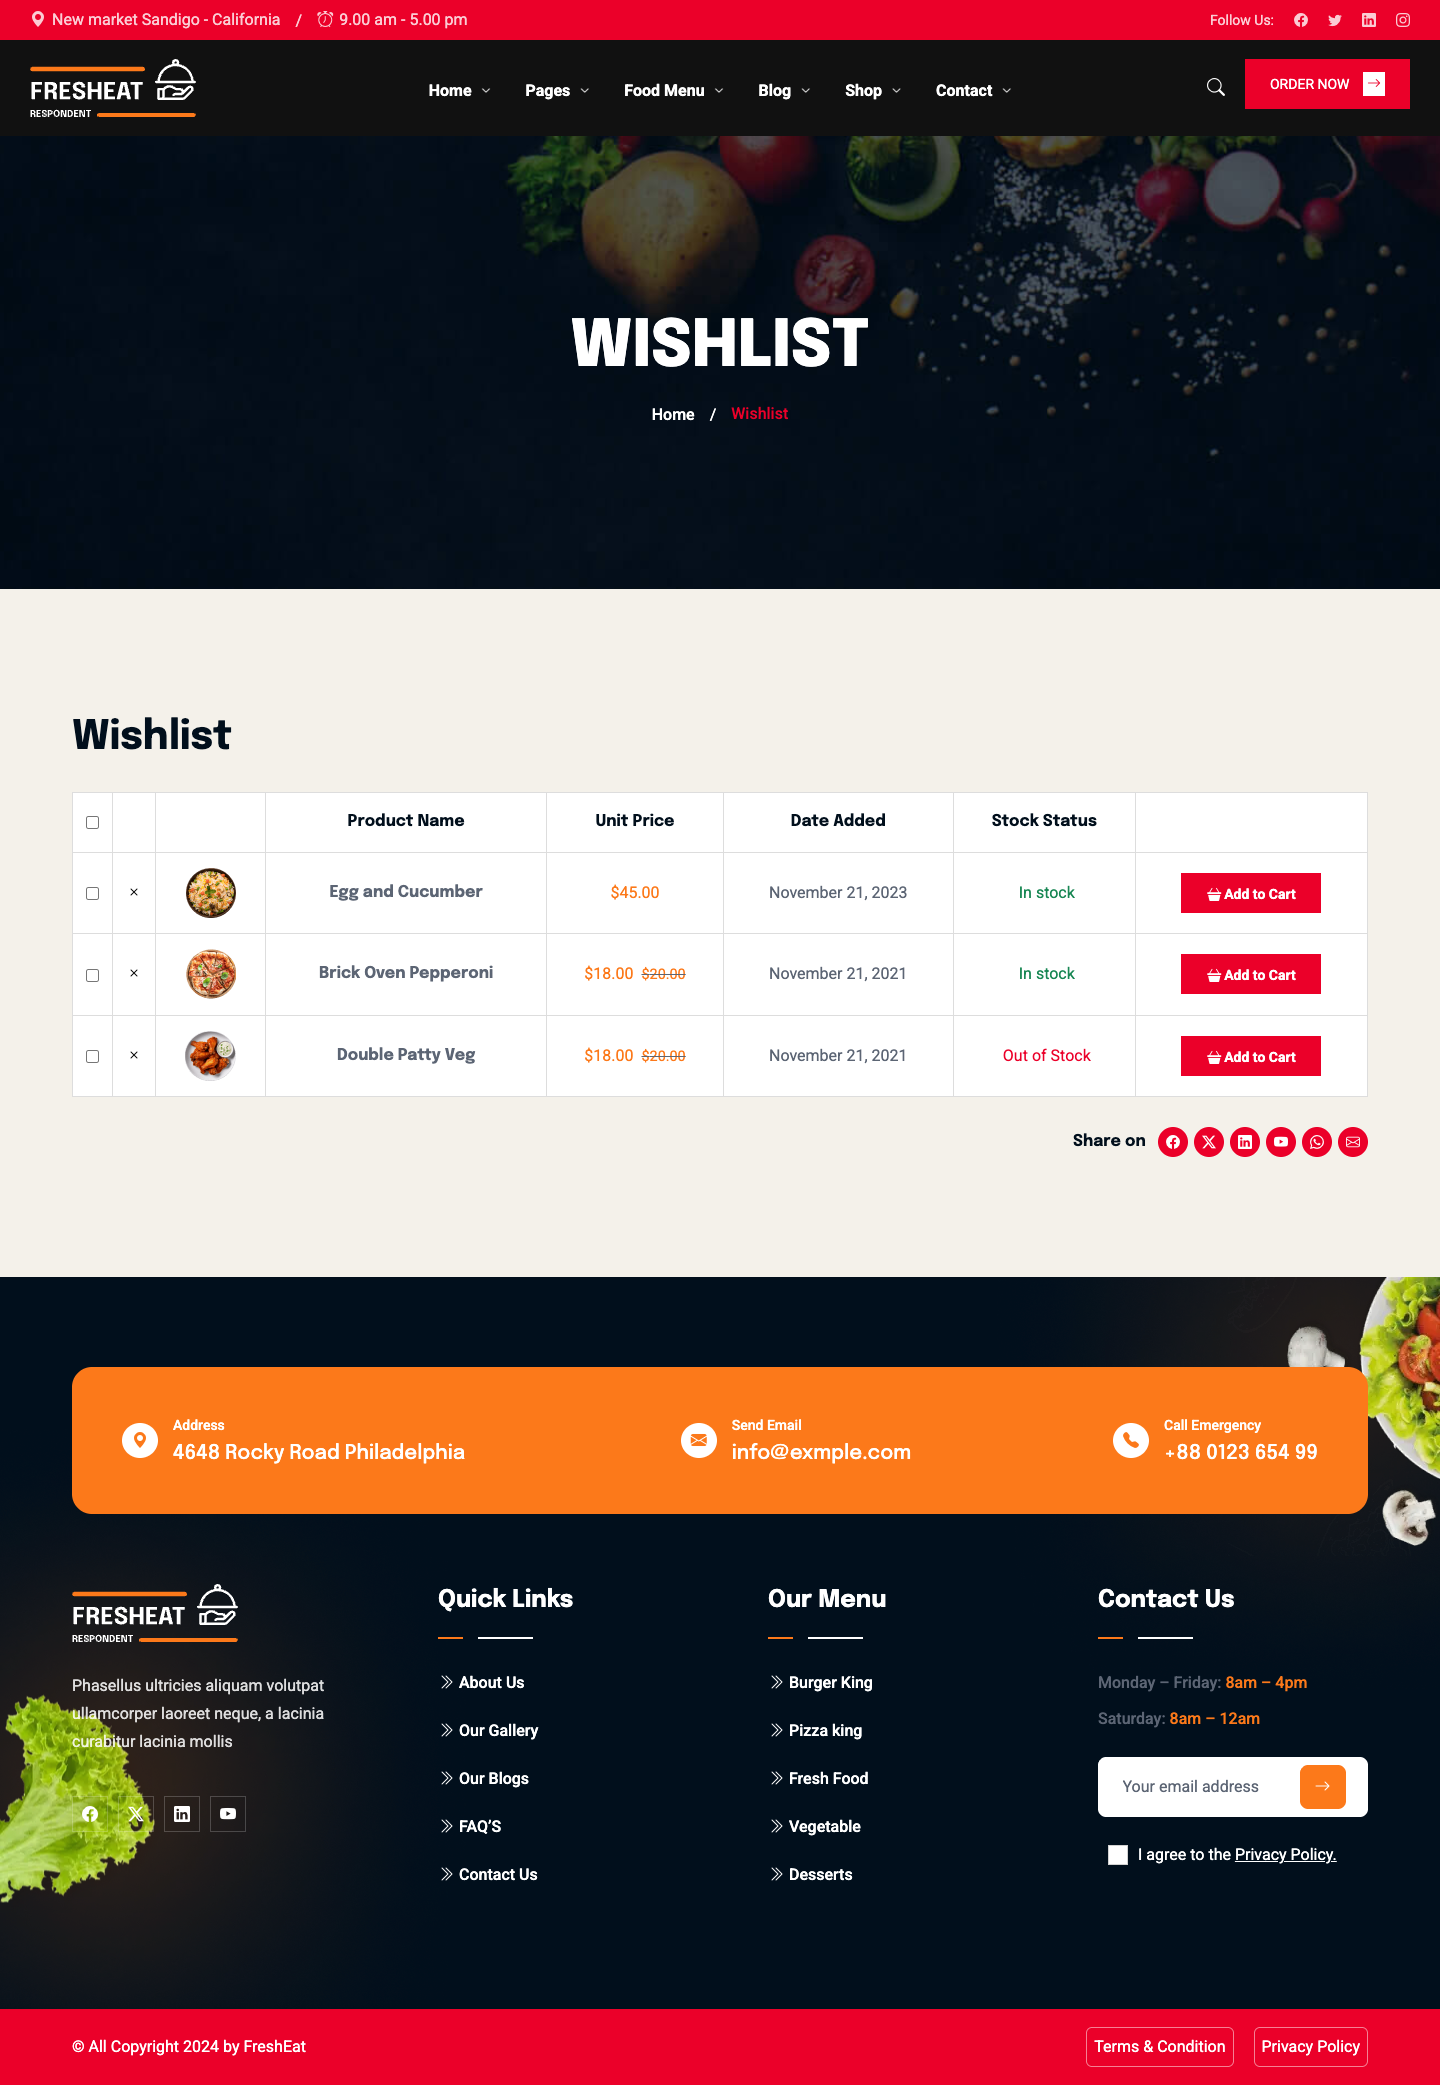 New market Sandigo - California / 9.00 am - 5.00 pm
Follow Us:
FRESHEAT
RESPONDENT
Home
Pages
Food Menu
Blog
Shop
Contact
ORDER NOW
WISHLIST
Home / Wishlist
Wishlist
Product Name Unit Price Date Added Stock Status
Egg and Cucumber $45.00 November 21, 2023 In stock Add to Cart
Brick Oven Pepperoni $18.00 $20.00 November 21, 2021 In stock Add to Cart
Double Patty Veg $18.00 $20.00 November 21, 2021 Out of Stock Add to Cart
Share on
Address
4648 Rocky Road Philadelphia
Send Email
info@exmple.com
Call Emergency
+88 0123 654 99
FRESHEAT
RESPONDENT
Phasellus ultricies aliquam volutpat
ullamcorper laoreet neque, a lacinia
curabitur lacinia mollis
Quick Links
About Us
Our Gallery
Our Blogs
FAQ'S
Contact Us
Our Menu
Burger King
Pizza king
Fresh Food
Vegetable
Desserts
Contact Us
Monday – Friday: 8am – 4pm
Saturday: 8am – 12am
Your email address
I agree to the Privacy Policy.
© All Copyright 2024 by FreshEat
Terms & Condition
Privacy Policy